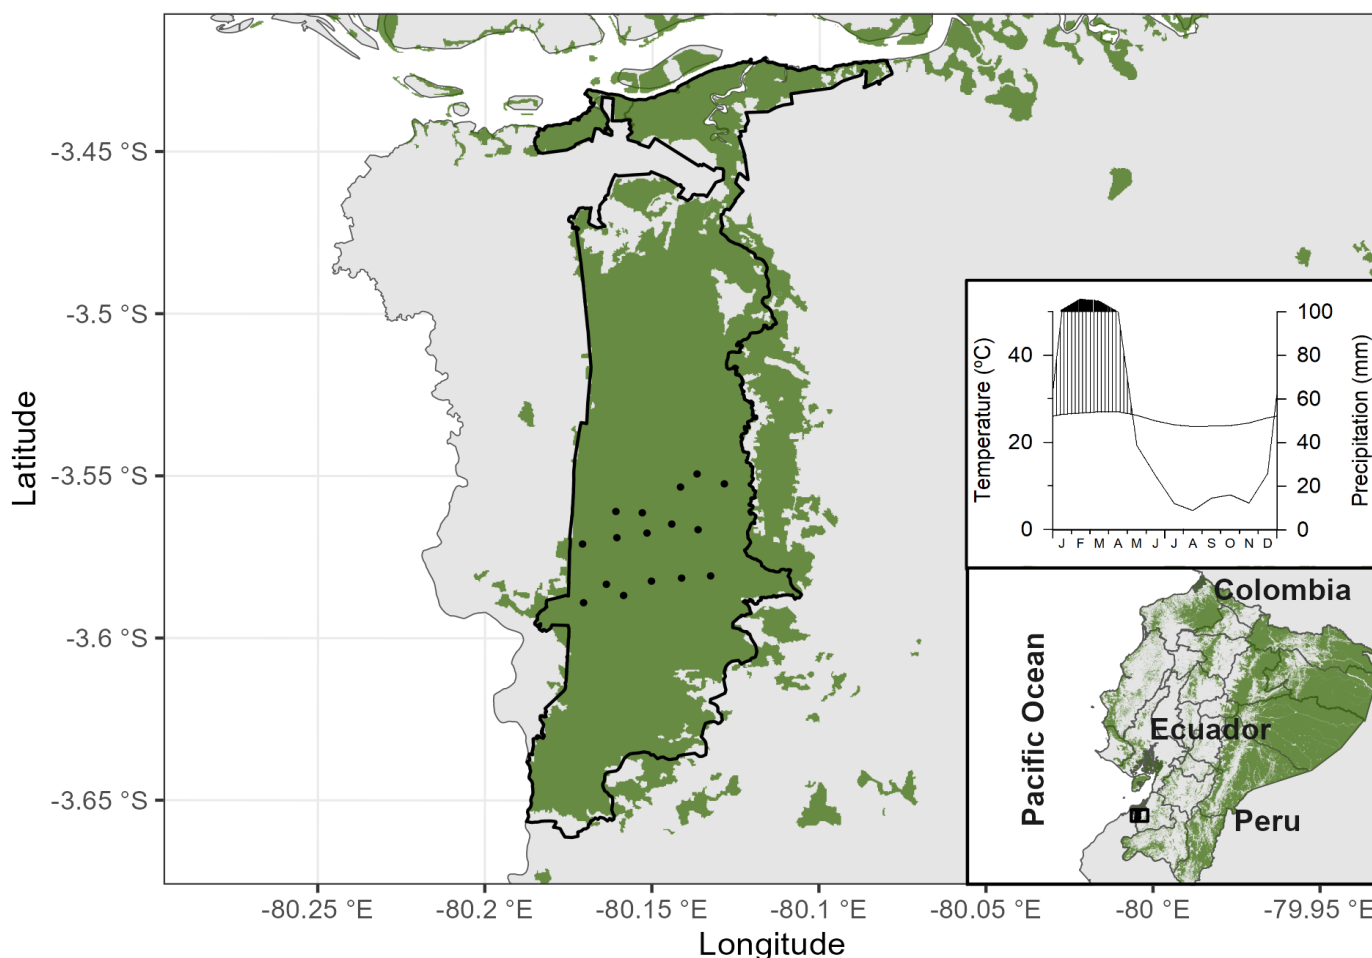 Latitude
-3.45 °S
-3.5 °S
-3.55 °S
-3.6 °S
-3.65 °S
-80.25 °E
-80.2 °E
-80.15 °E
-80.1 °E
-80.05 °E
-80 °E
-79.95 °E
Longitude
Temperature (ºC)
40
20
0
Precipitation (mm)
100
80
60
40
20
0
J F M A M J J A S O N D
Colombia
Pacific Ocean
Ecuador
Peru